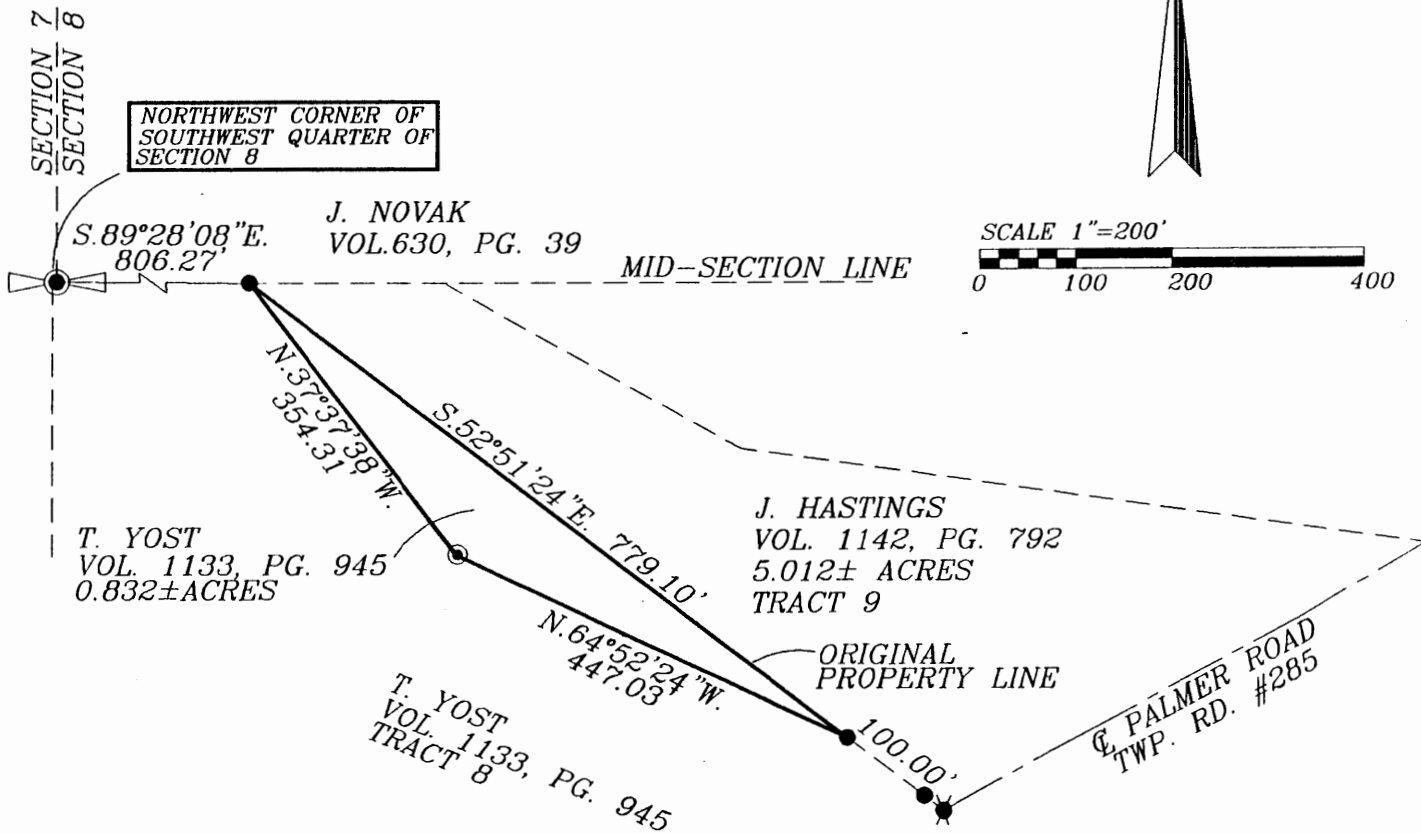 SECTION 7
SECTION 8
NORTHWEST CORNER OF
SOUTHWEST QUARTER OF
SECTION 8
S.89°28'08"E.
806.27'
J. NOVAK
VOL.630, PG. 39
MID-SECTION LINE
SCALE 1"=200'
0 100 200 400
N.37°37'38"W.
354.31'
S.52°51'24"E. 779.10'
T. YOST
VOL. 1133, PG. 945
0.832±ACRES
J. HASTINGS
VOL. 1142, PG. 792
5.012± ACRES
TRACT 9
N.64°52'24"W.
447.03'
ORIGINAL
PROPERTY LINE
T. YOST
VOL. 1133, PG. 945
TRACT 8
100.00'
℄ PALMER ROAD
TWP. RD. #285